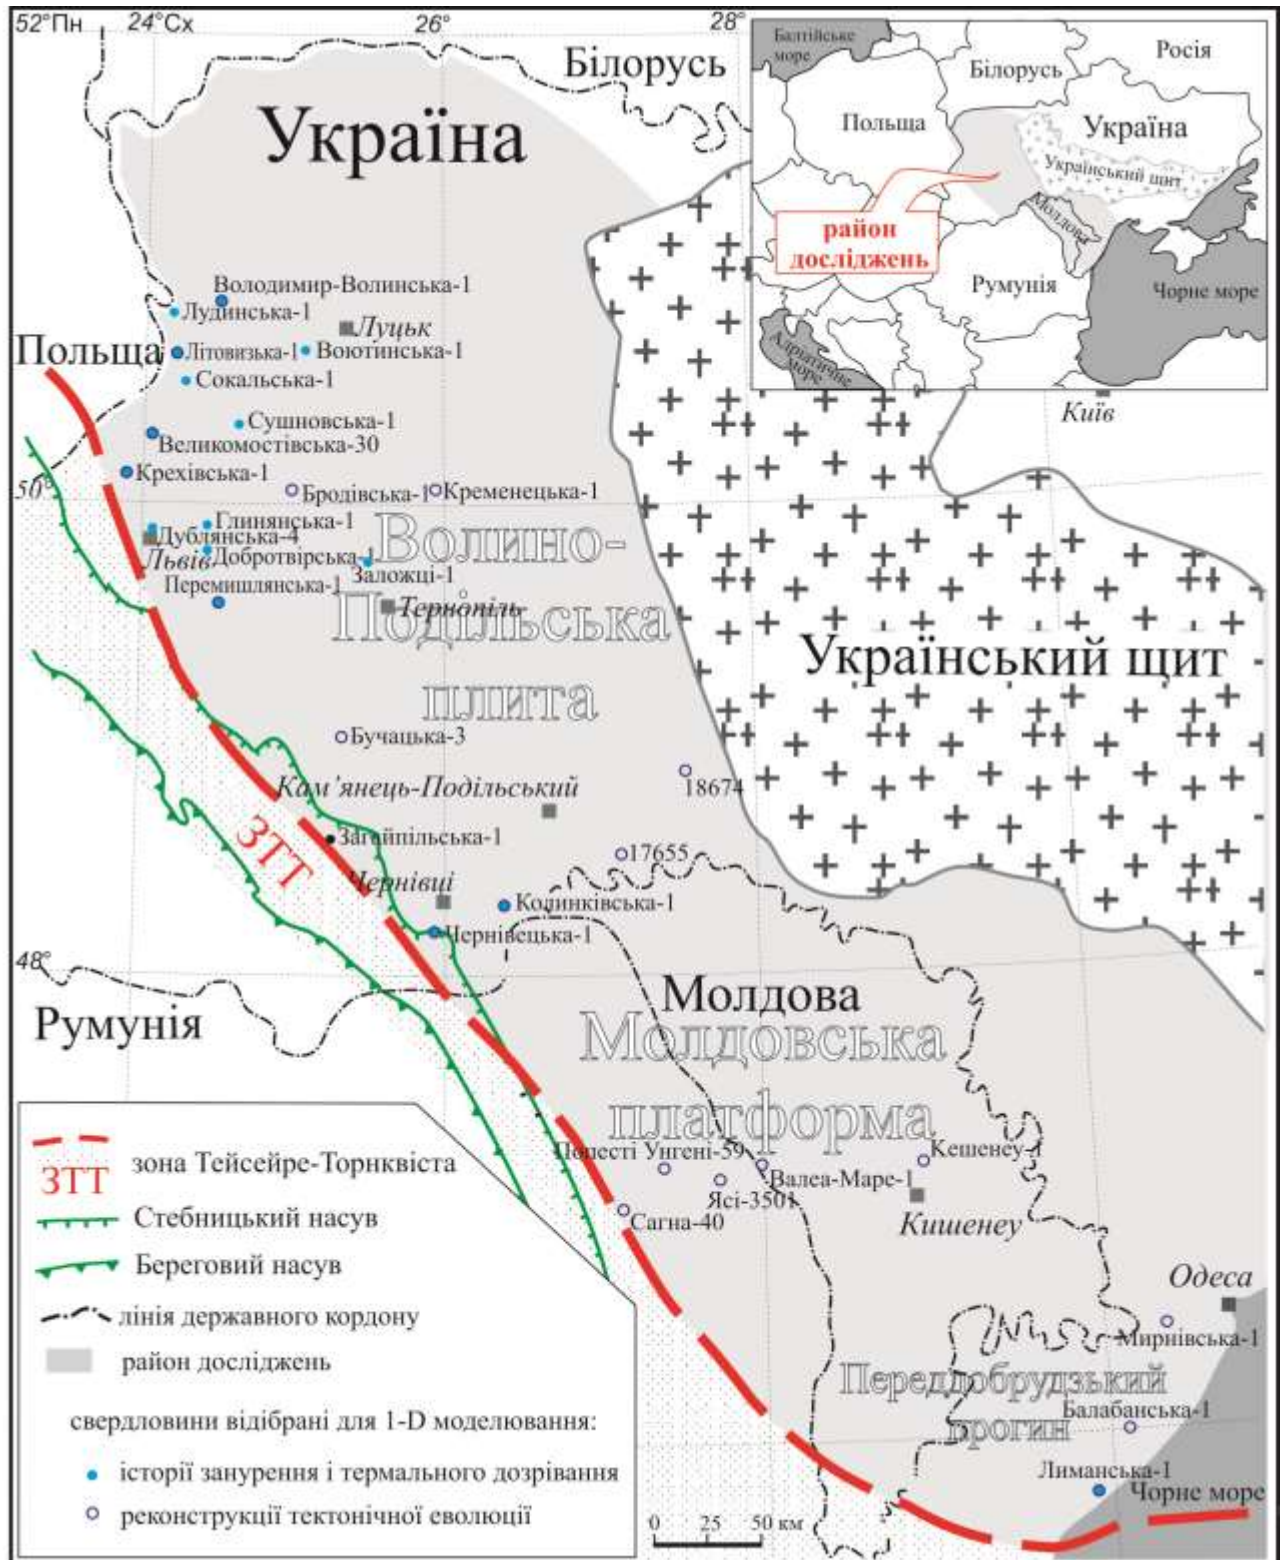 52°Пн
24°Сх
26°
28°
Білорусь
Україна
Балтійське
море
Росія
Білорусь
Польща
Україна
Український щит
Молдова
район
досліджень
Румунія
Чорне море
Адріатичне
море
Володимир-Волинська-1
Лудинська-1
Луцьк
Польща
Літовизька-1
Воютинська-1
Сокальська-1
Київ
Сушновська-1
Великомостівська-30
Крехівська-1
50°
Бродівська-1
Кременецька-1
Глинянська-1
Дублянська-4
Львів
Добротвірська-1
Заложці-1
Перемишлянська-1
Тернопіль
Волино-
Подільська
плита
Український щит
Бучацька-3
18674
Кам’янець-Подільський
Загайпільська-1
ЗТТ
17655
Чернівці
Колинківська-1
Чернівецька-1
48°
Румунія
Молдова
Молдовська
платформа
Попесті Унгені-59
Кешенеу-1
Валеа-Маре-1
Ясі-3501
Сагна-40
Кишенеу
Одеса
Мирнівська-1
Переддобрудзький
прогин
Балабанська-1
Лиманська-1
Чорне море
зона Тейсейре-Торнквіста
ЗТТ
Стебницький насув
Береговий насув
лінія державного кордону
район досліджень
свердловини відібрані для 1-D моделювання:
історії занурення і термального дозрівання
реконструкції тектонічної еволюції
0 25 50 км